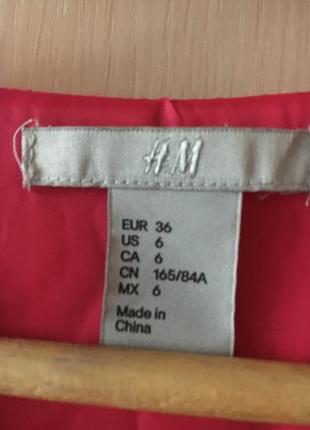 H&M
EUR 36
US 6
CA 6
CN 165/84A
MX 6
Made in
China